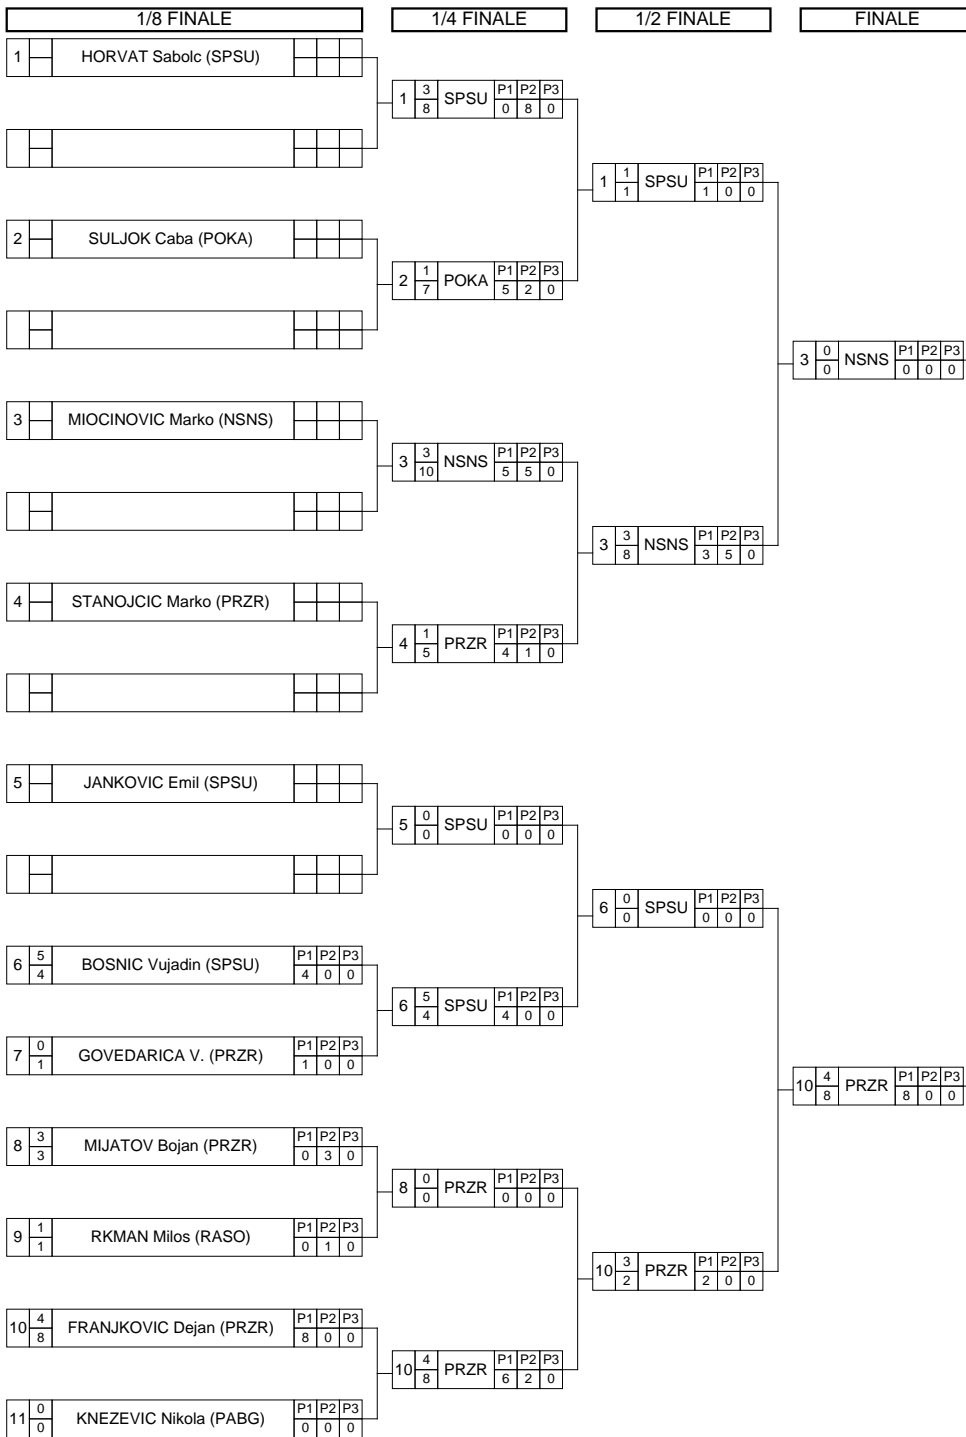 1/8 FINALE 1/4 FINALE 1/2 FINALE FINALE
1 HORVAT Sabolc (SPSU)
1 3 8 SPSU P1 P2 P3 0 8 0
1 1 1 SPSU P1 P2 P3 1 0 0
2 SULJOK Caba (POKA)
2 1 7 POKA P1 P2 P3 5 2 0
3 0 0 NSNS P1 P2 P3 0 0 0
3 MIOCINOVIC Marko (NSNS)
3 3 10 NSNS P1 P2 P3 5 5 0
3 3 8 NSNS P1 P2 P3 3 5 0
4 STANOJCIC Marko (PRZR)
4 1 5 PRZR P1 P2 P3 4 1 0
5 JANKOVIC Emil (SPSU)
5 0 0 SPSU P1 P2 P3 0 0 0
6 0 0 SPSU P1 P2 P3 0 0 0
6 5 4 BOSNIC Vujadin (SPSU) P1 P2 P3 4 0 0
6 5 4 SPSU P1 P2 P3 4 0 0
7 0 1 GOVEDARICA V. (PRZR) P1 P2 P3 1 0 0
10 4 8 PRZR P1 P2 P3 8 0 0
8 3 3 MIJATOV Bojan (PRZR) P1 P2 P3 0 3 0
8 0 0 PRZR P1 P2 P3 0 0 0
9 1 1 RKMAN Milos (RASO) P1 P2 P3 0 1 0
10 3 2 PRZR P1 P2 P3 2 0 0
10 4 8 FRANJKOVIC Dejan (PRZR) P1 P2 P3 8 0 0
10 4 8 PRZR P1 P2 P3 6 2 0
11 0 0 KNEZEVIC Nikola (PABG) P1 P2 P3 0 0 0